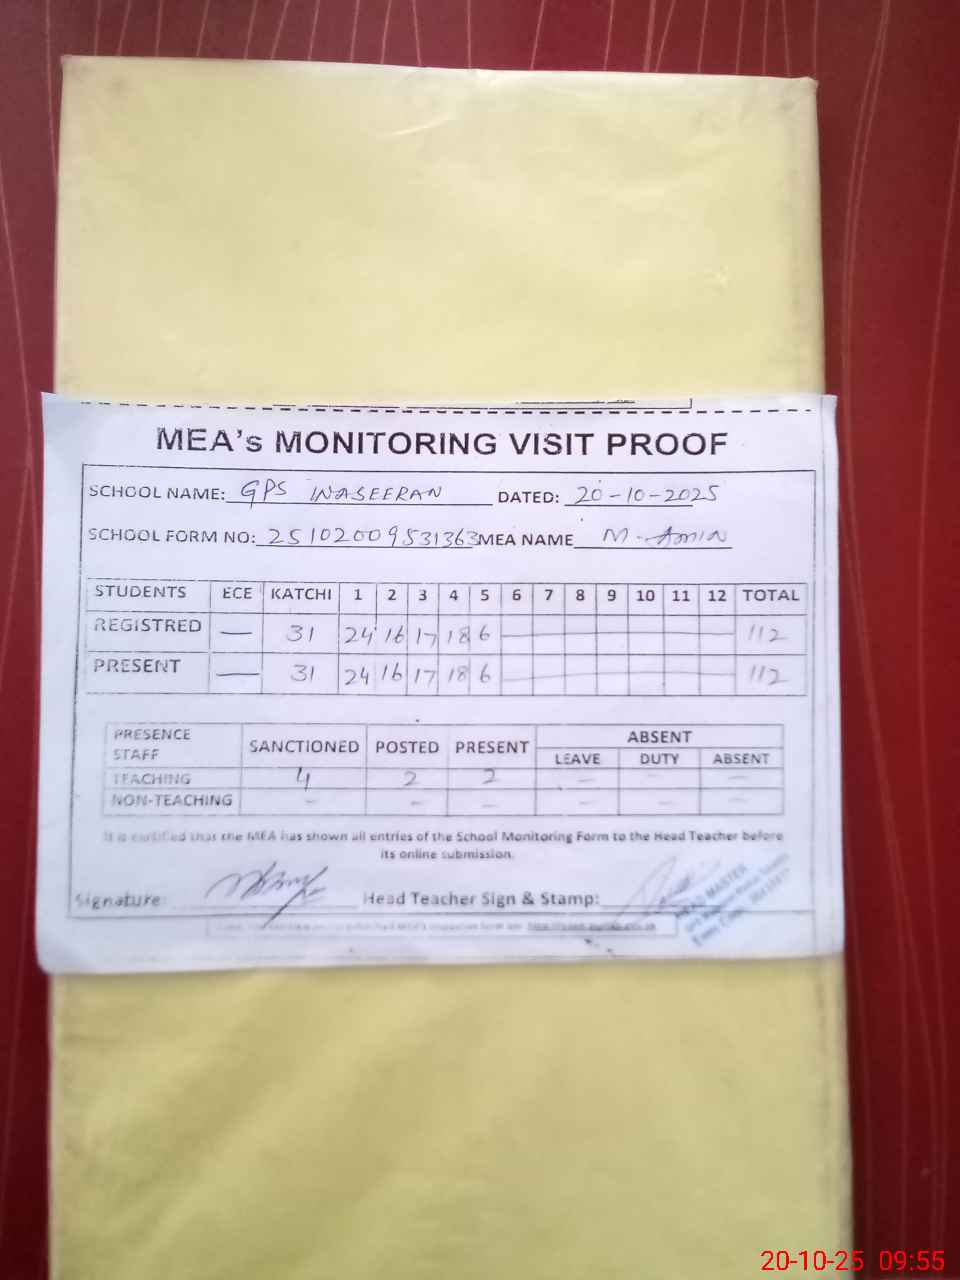 MEA's MONITORING VISIT PROOF
SCHOOL NAME: GPS WASEERAN DATED: 20-10-2025
SCHOOL FORM NO: 25102009531363 MEA NAME M. Amin
STUDENTS ECE KATCHI 1 2 3 4 5 6 7 8 9 10 11 12 TOTAL
REGISTRED — 31 24 16 17 18 6 — 112
PRESENT — 31 24 16 17 18 6 — 112
PRESENCE STAFF SANCTIONED POSTED PRESENT ABSENT
LEAVE DUTY ABSENT
TEACHING 4 2 2 — — —
NON-TEACHING — — — — — —
It is certified that the MEA has shown all entries of the School Monitoring Form to the Head Teacher before
its online submission.
Signature: Head Teacher Sign & Stamp:
HEAD MASTER
20-10-25 09:55